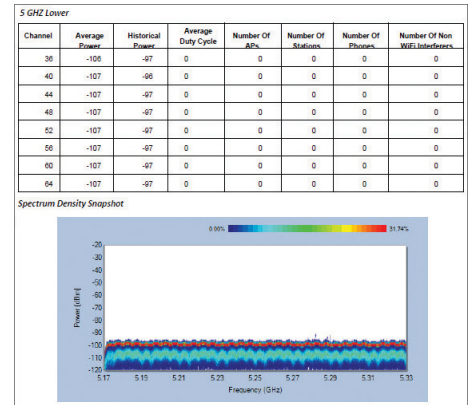 5 GHZ Lower
Channel Average Power Historical Power Average Duty Cycle Number Of APs Number Of Stations Number Of Phones Number Of Non WiFi Interferers
36 -106 -97 0 0 0 0 0
40 -107 -96 0 0 0 0 0
44 -107 -97 0 0 0 0 0
48 -107 -97 0 0 0 0 0
52 -107 -97 0 0 0 0 0
56 -107 -97 0 0 0 0 0
60 -107 -97 0 0 0 0 0
64 -107 -97 0 0 0 0 0
Spectrum Density Snapshot
0.00% 31.74%
Power [dBm]
-20
-30
-40
-50
-60
-70
-80
-90
-100
-110
-120
5.17 5.19 5.21 5.23 5.25 5.27 5.29 5.31 5.33
Frequency (GHz)